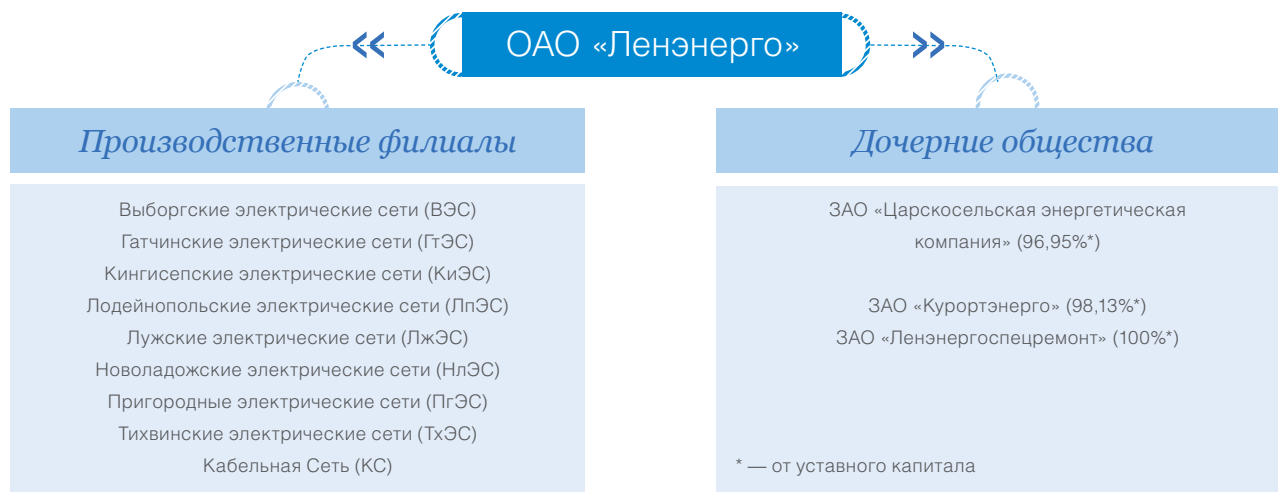 ОАО «Ленэнерго»
Производственные филиалы
Выборгские электрические сети (ВЭС)
Гатчинские электрические сети (ГтЭС)
Кингисепские электрические сети (КиЭС)
Лодейнопольские электрические сети (ЛпЭС)
Лужские электрические сети (ЛжЭС)
Новоладожские электрические сети (НлЭС)
Пригородные электрические сети (ПгЭС)
Тихвинские электрические сети (ТхЭС)
Кабельная Сеть (КС)
Дочерние общества
ЗАО «Царскосельская энергетическая
компания» (96,95%*)
ЗАО «Курортэнерго» (98,13%*)
ЗАО «Ленэнергоспецремонт» (100%*)
* — от уставного капитала